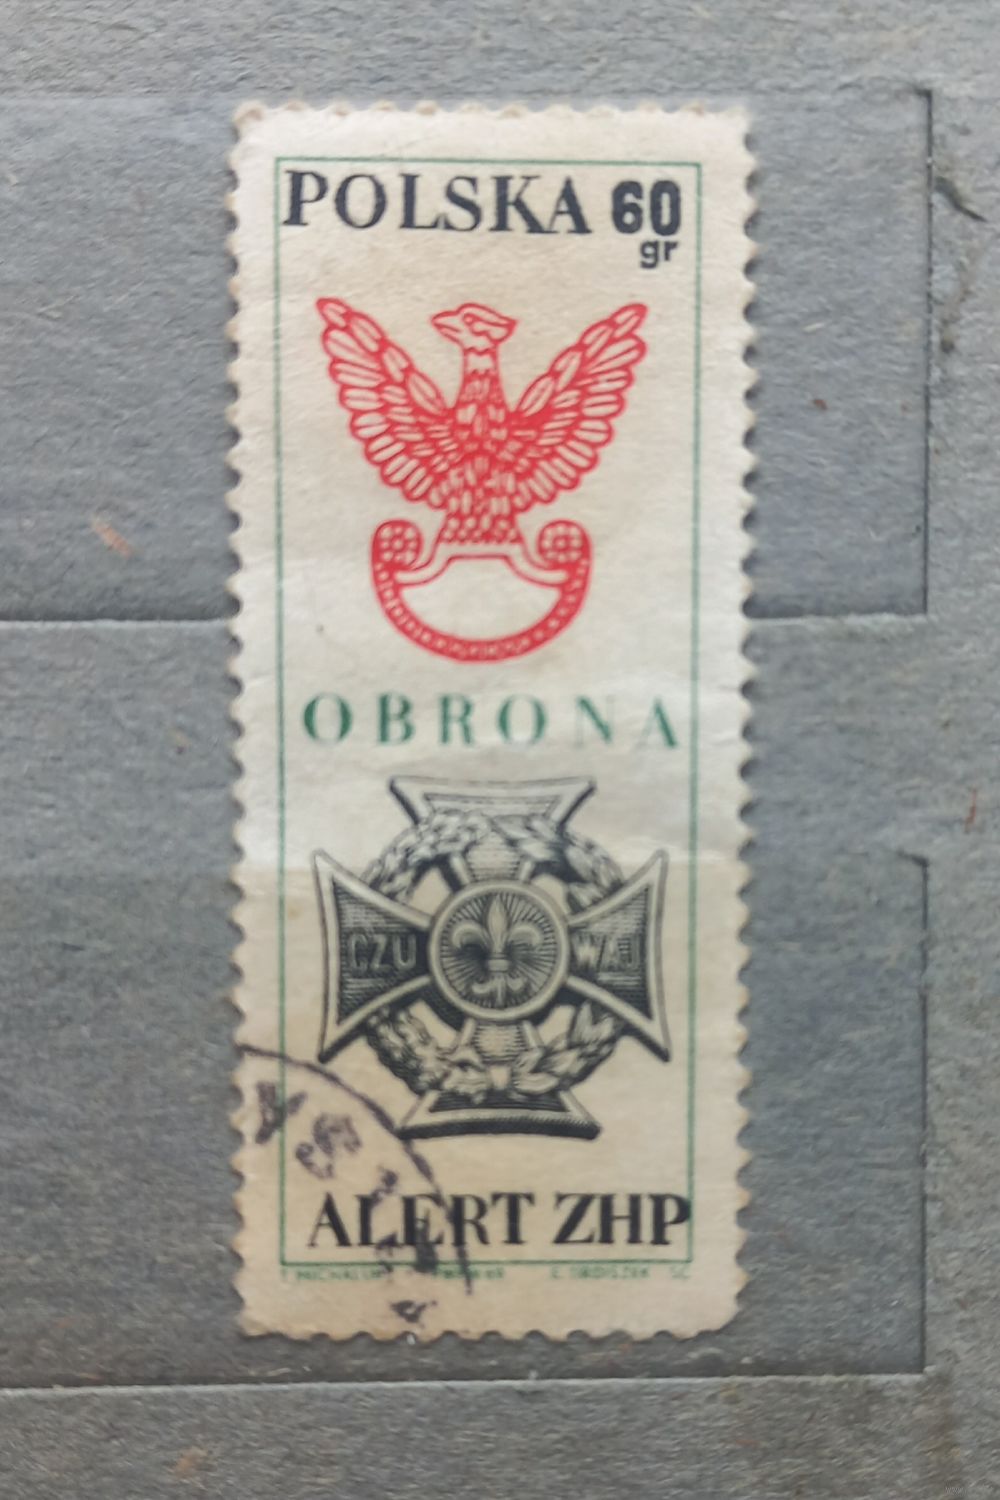 POLSKA 60
gr
OBRONA
CZU WAJ
ALERT ZHP